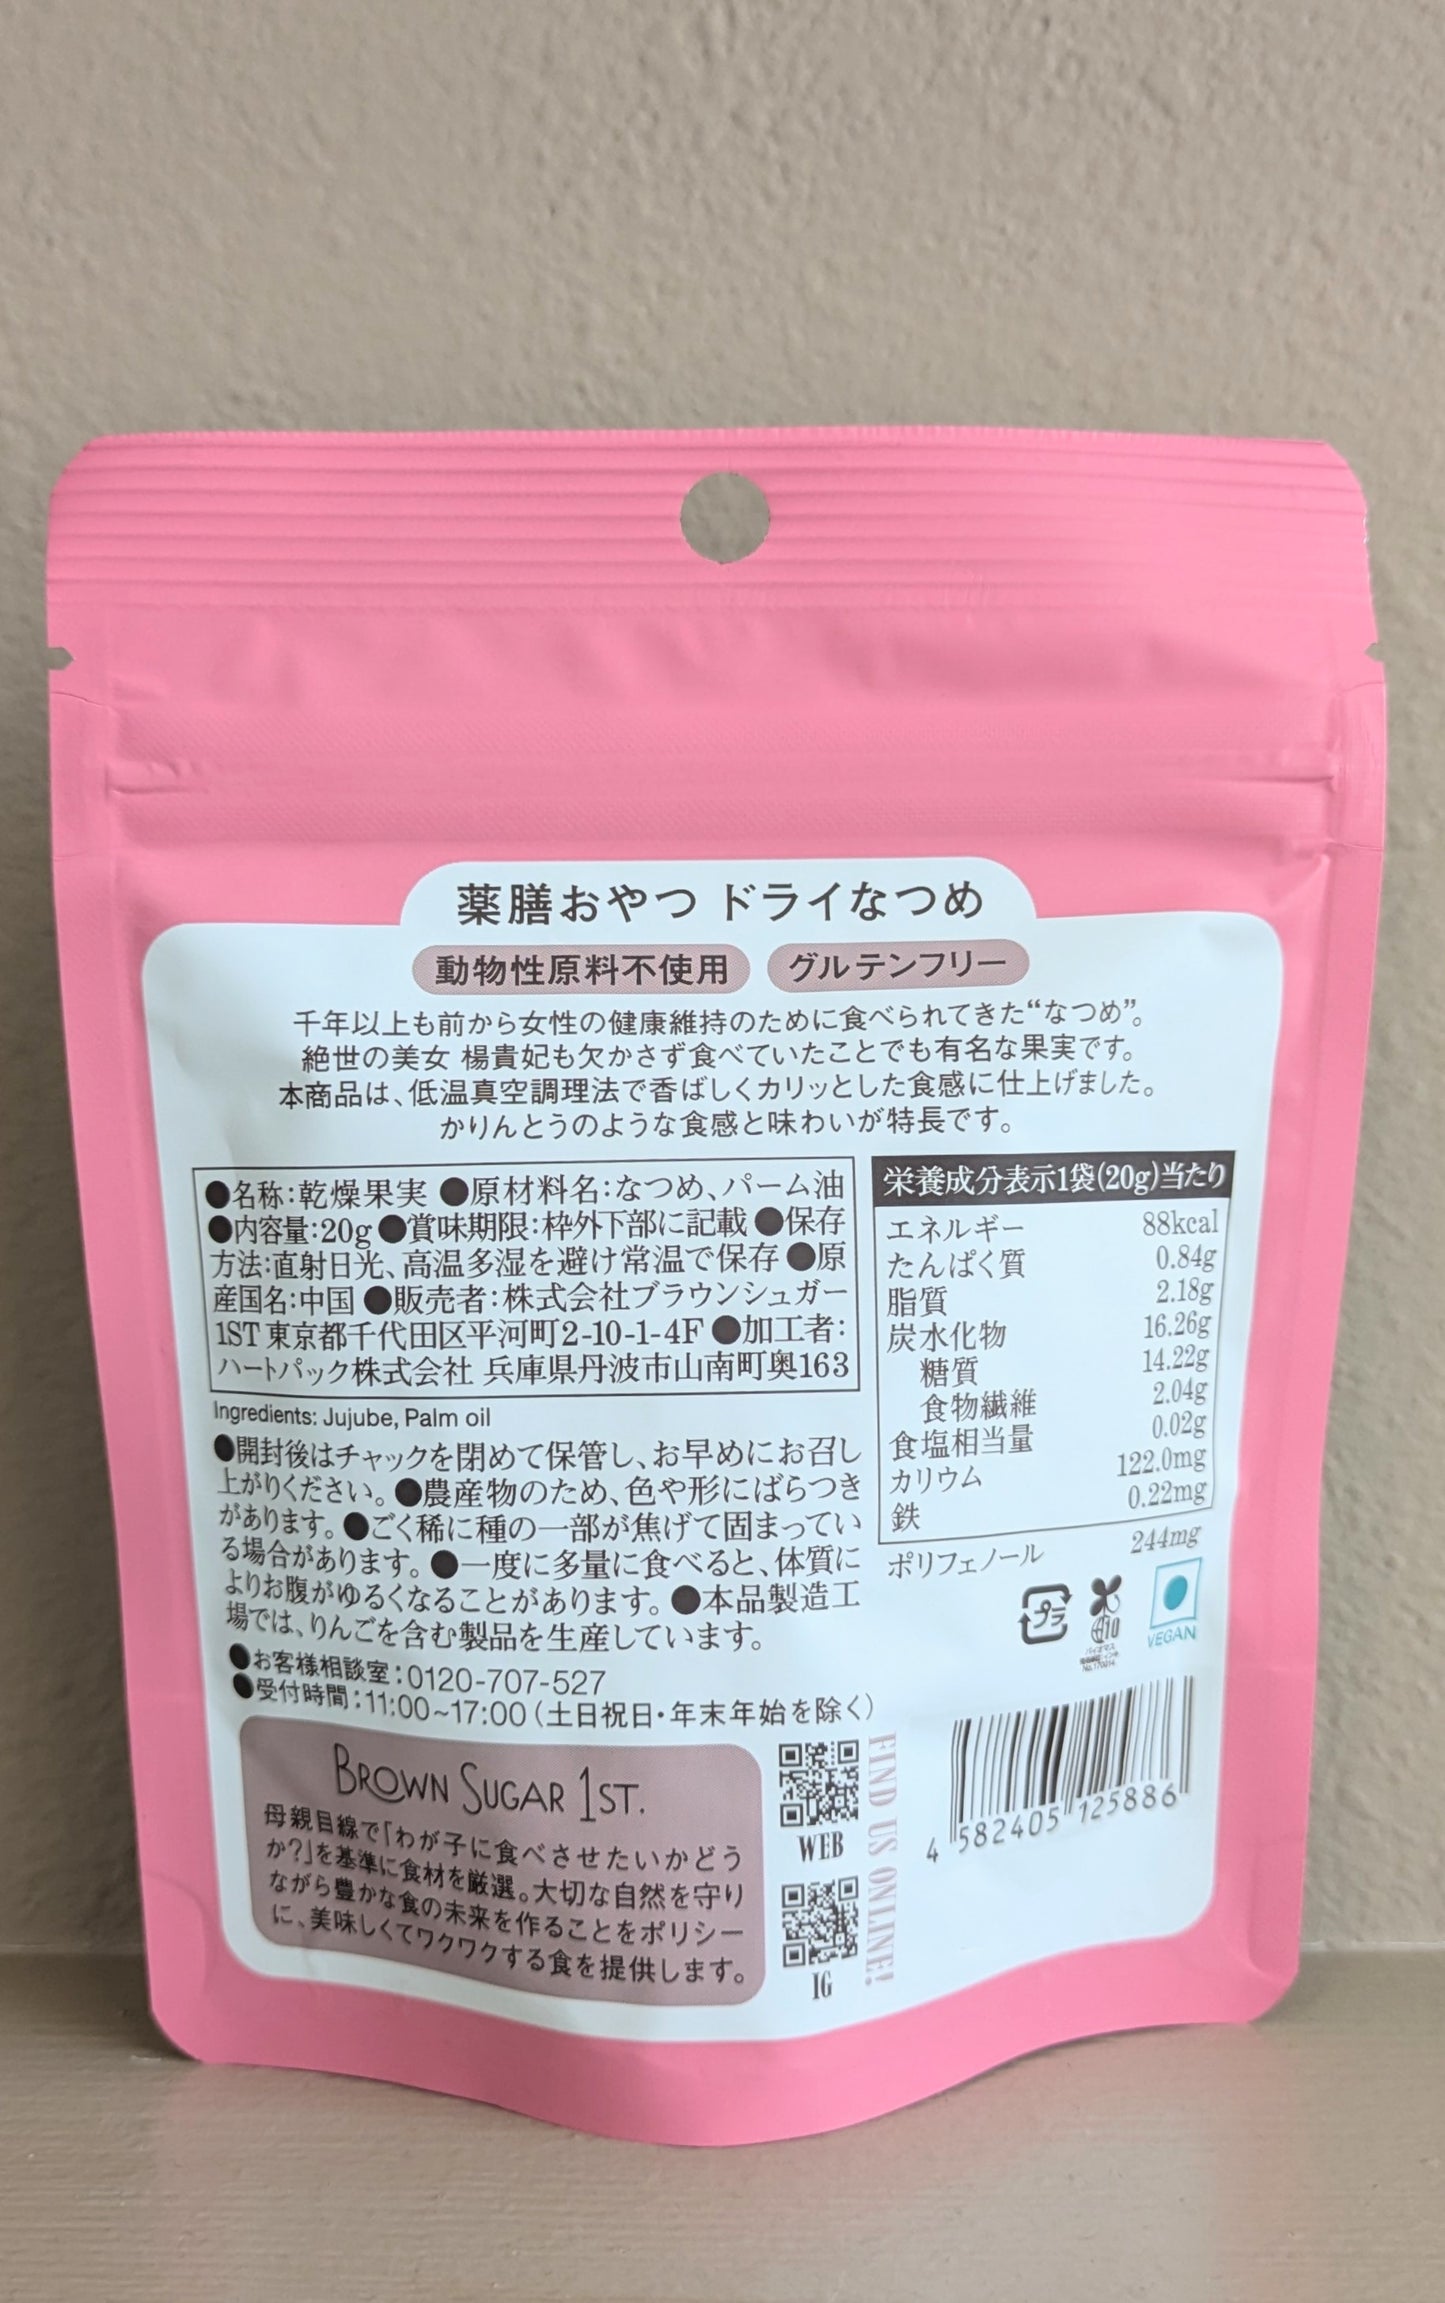 薬膳おやつ ドライなつめ
動物性原料不使用 グルテンフリー
千年以上も前から女性の健康維持のために食べられてきた“なつめ”。
絶世の美女 楊貴妃も欠かさず食べていたことでも有名な果実です。
本商品は、低温真空調理法で香ばしくカリッとした食感に仕上げました。
かりんとうのような食感と味わいが特長です。
●名称：乾燥果実 ●原材料名：なつめ、パーム油
●内容量：20g ●賞味期限：枠外下部に記載 ●保存
方法：直射日光、高温多湿を避け常温で保存 ●原
産国名：中国 ●販売者：株式会社ブラウンシュガー
1ST 東京都千代田区平河町2-10-1-4F ●加工者：
ハートパック株式会社 兵庫県丹波市山南町奥163
Ingredients: Jujube, Palm oil
●開封後はチャックを閉めて保管し、お早めにお召し
上がりください。●農産物のため、色や形にばらつき
があります。●ごく稀に種の一部が焦げて固まってい
る場合があります。●一度に多量に食べると、体質に
よりお腹がゆるくなることがあります。●本品製造工
場では、りんごを含む製品を生産しています。
●お客様相談室：0120-707-527
●受付時間：11:00~17:00（土日祝日・年末年始を除く）
栄養成分表示1袋(20g)当たり
エネルギー 88kcal
たんぱく質 0.84g
脂質 2.18g
炭水化物 16.26g
糖質 14.22g
食物繊維 2.04g
食塩相当量 0.02g
カリウム 122.0mg
鉄 0.22mg
ポリフェノール 244mg
プラ
バイオマス
No.170014
VEGAN
BROWN SUGAR 1ST.
母親目線で「わが子に食べさせたいかどう
か？」を基準に食材を厳選。大切な自然を守り
ながら豊かな食の未来を作ることをポリシー
に、美味しくてワクワクする食を提供します。
WEB
IG
FIND US ONLINE!
4 582405 125886